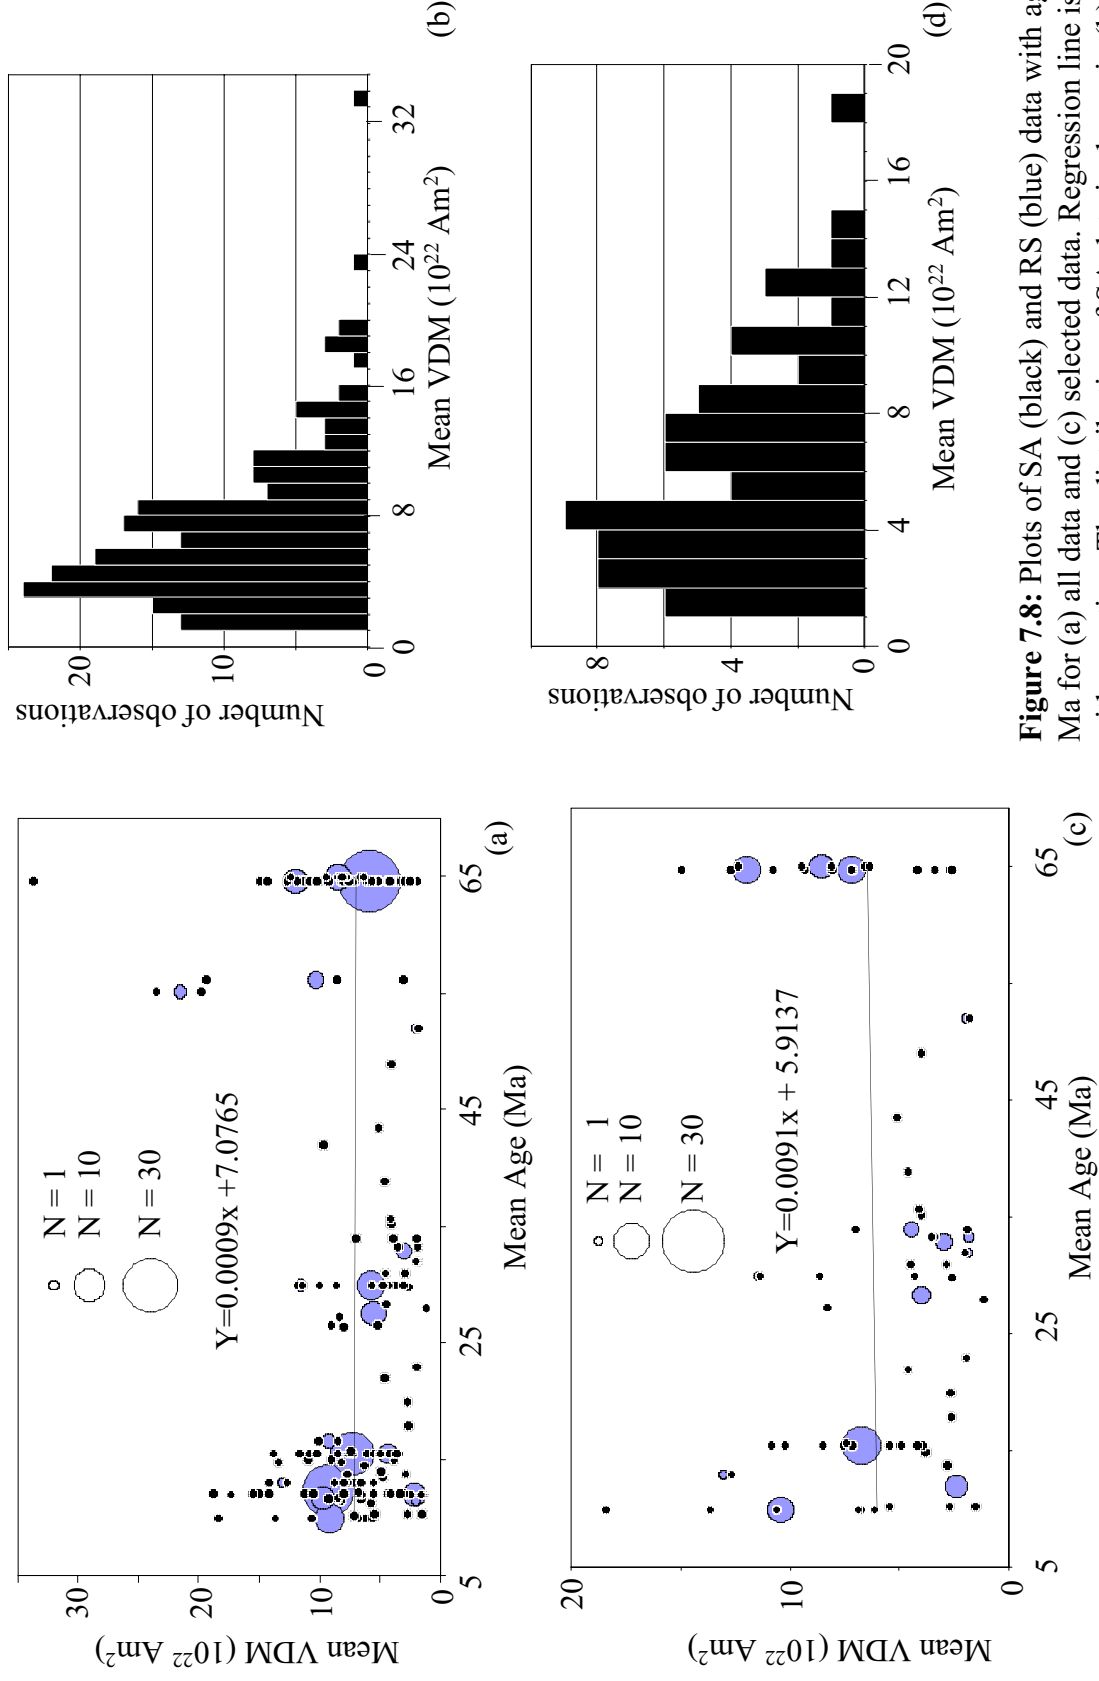 Mean VDM (10²² Am²)
30
20
10
0
N = 1
N = 10
N = 30
Y=0.0009x +7.0765
5
25
45
65
Mean Age (Ma)
(a)
Number of observations
20
10
0
0
8
16
24
32
Mean VDM (10²² Am²)
(b)
Mean VDM (10²² Am²)
20
10
0
N = 1
N = 10
N = 30
Y=0.0091x + 5.9137
5
25
45
65
Mean Age (Ma)
(c)
Number of observations
8
4
0
0
4
8
12
16
20
Mean VDM (10²² Am²)
(d)
Figure 7.8: Plots of SA (black) and RS (blue) data with
Ma for (a) all data and (c) selected data. Regression line is